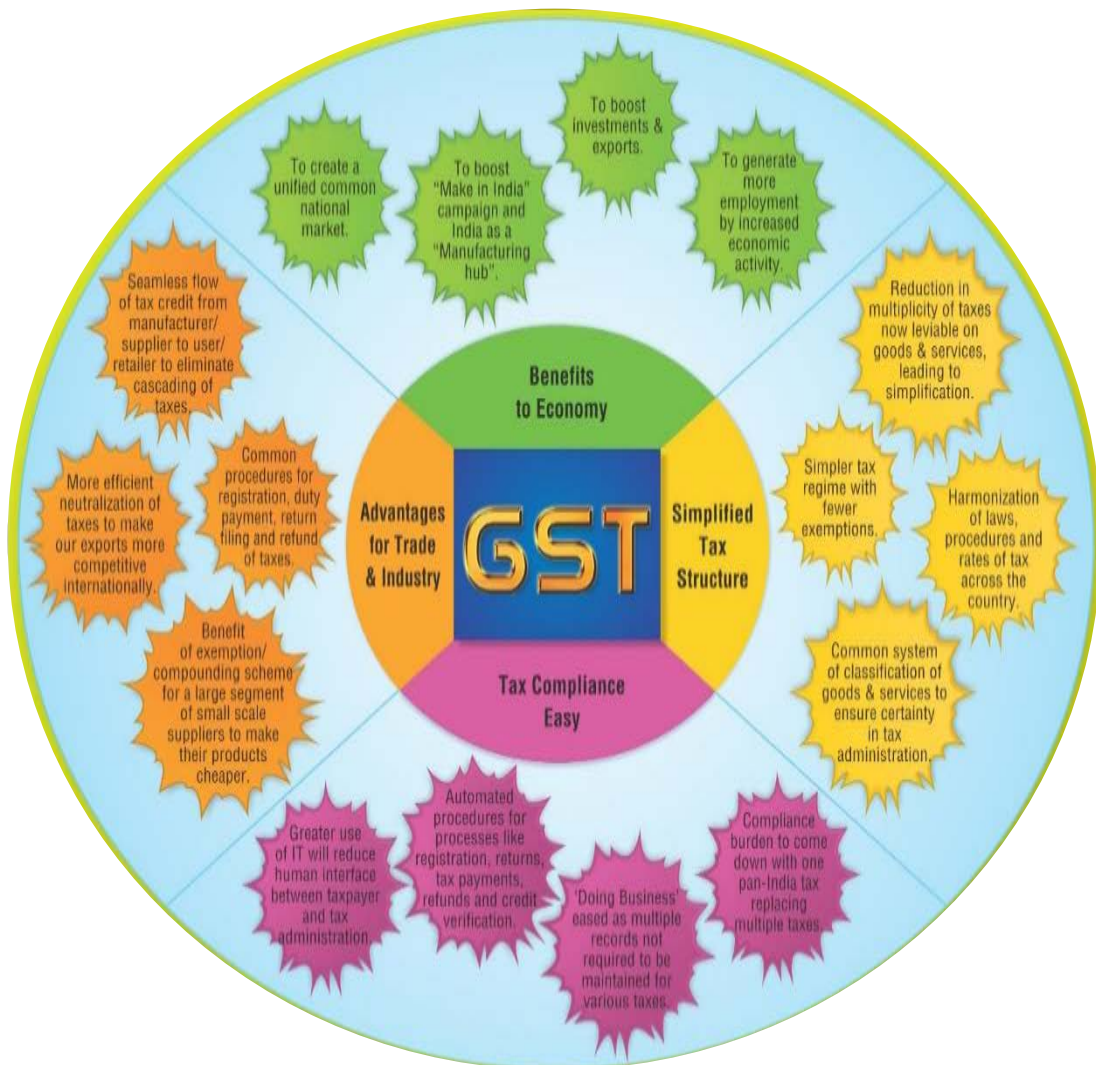 To boost
investments &
exports.
To create a
unified common
national
market.
To boost
"Make in India"
campaign and
India as a
"Manufacturing
hub".
To generate
more
employment
by increased
economic
activity.
Seamless flow
of tax credit from
manufacturer/
supplier to user/
retailer to eliminate
cascading of
taxes.
Common
procedures for
registration, duty
payment, return
filing and refund
of taxes.
More efficient
neutralization of
taxes to make
our exports more
competitive
internationally.
Benefit
of exemption/
compounding scheme
for a large segment
of small scale
suppliers to make
their products
cheaper.
Benefits
to Economy
Advantages
for Trade
& Industry
GST
Simplified
Tax
Structure
Tax Compliance
Easy
Reduction in
multiplicity of taxes
now leviable on
goods & services,
leading to
simplification.
Simpler tax
regime with
fewer
exemptions.
Harmonization
of laws,
procedures and
rates of tax
across the
country.
Common system
of classification of
goods & services to
ensure certainty
in tax
administration.
Greater use
of IT will reduce
human interface
between taxpayer
and tax
administration.
Automated
procedures for
processes like
registration, returns,
tax payments,
refunds and credit
verification.
'Doing Business'
eased as multiple
records not
required to be
maintained for
various taxes.
Compliance
burden to come
down with one
pan-India tax
replacing
multiple taxes.